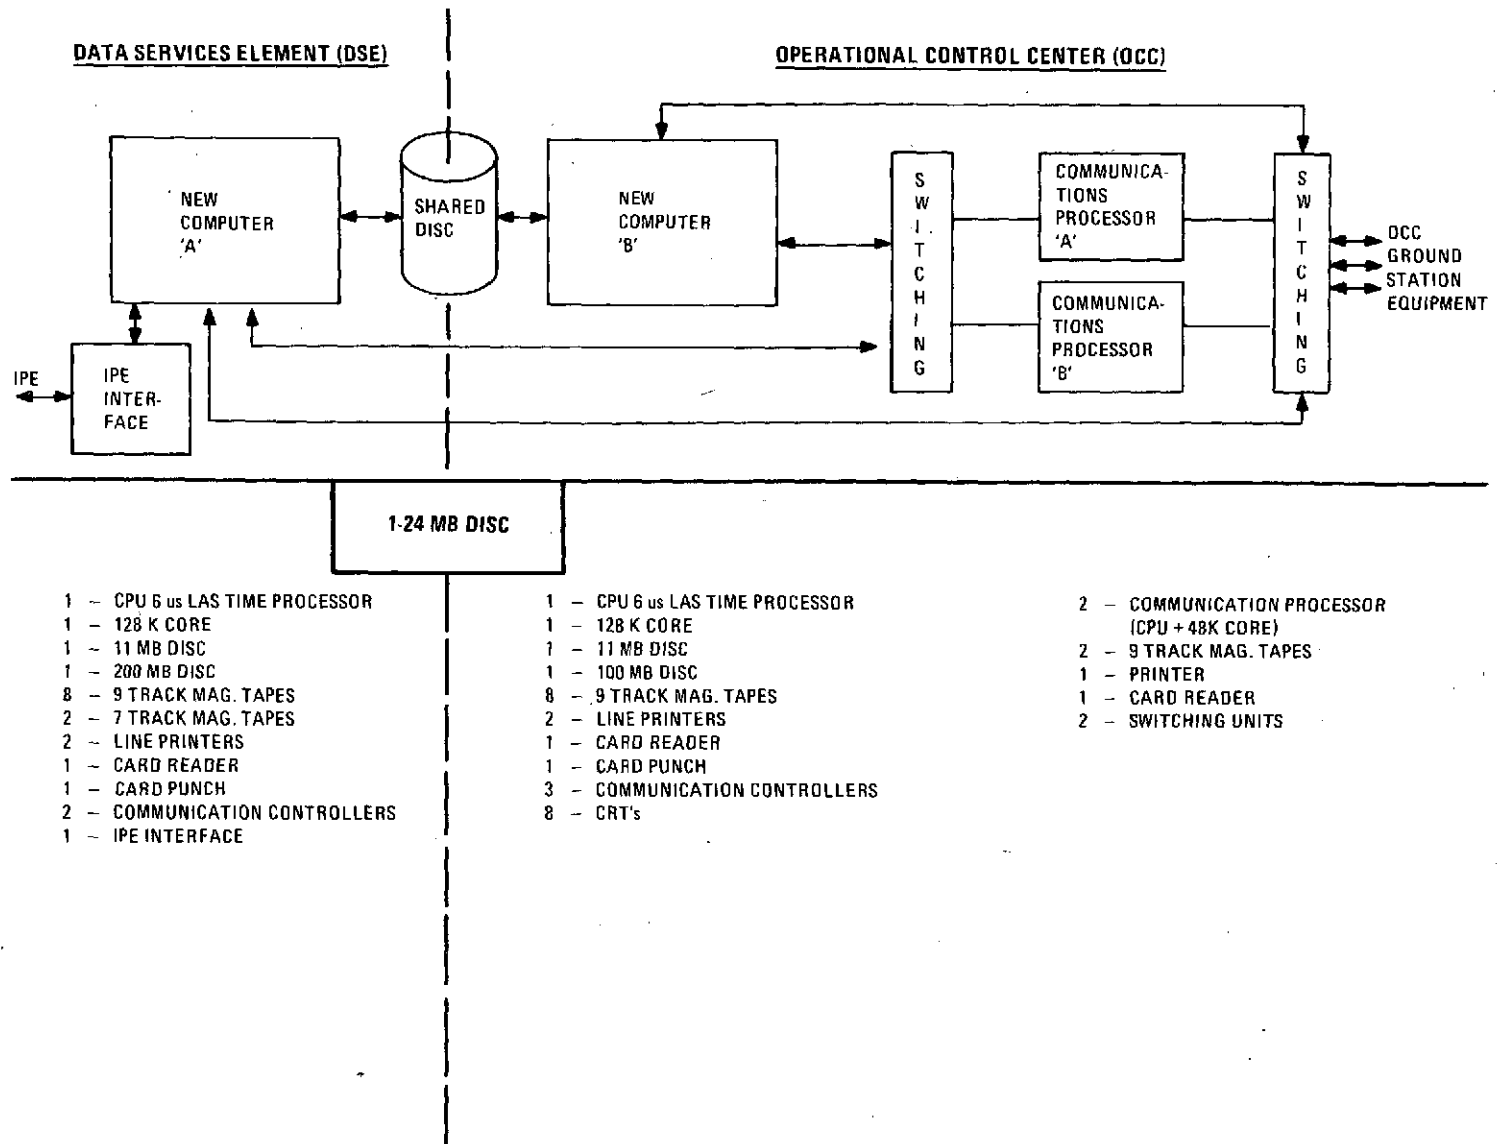 DATA SERVICES ELEMENT (DSE)
OPERATIONAL CONTROL CENTER (OCC)
NEW
COMPUTER
'A'
SHARED
DISC
NEW
COMPUTER
'B'
SWITCHING
COMMUNICA-
TIONS
PROCESSOR
'A'
COMMUNICA-
TIONS
PROCESSOR
'B'
SWITCHING
OCC
GROUND
STATION
EQUIPMENT
IPE
IPE
INTER-
FACE
1-24 MB DISC
1 – CPU 6 us LAS TIME PROCESSOR
1 – 128 K CORE
1 – 11 MB DISC
1 – 200 MB DISC
8 – 9 TRACK MAG. TAPES
2 – 7 TRACK MAG. TAPES
2 – LINE PRINTERS
1 – CARD READER
1 – CARD PUNCH
2 – COMMUNICATION CONTROLLERS
1 – IPE INTERFACE
1 – CPU 6 us LAS TIME PROCESSOR
1 – 128 K CORE
1 – 11 MB DISC
1 – 100 MB DISC
8 – 9 TRACK MAG. TAPES
2 – LINE PRINTERS
1 – CARD READER
1 – CARD PUNCH
3 – COMMUNICATION CONTROLLERS
8 – CRT's
2 – COMMUNICATION PROCESSOR
(CPU + 48K CORE)
2 – 9 TRACK MAG. TAPES
1 – PRINTER
1 – CARD READER
2 – SWITCHING UNITS